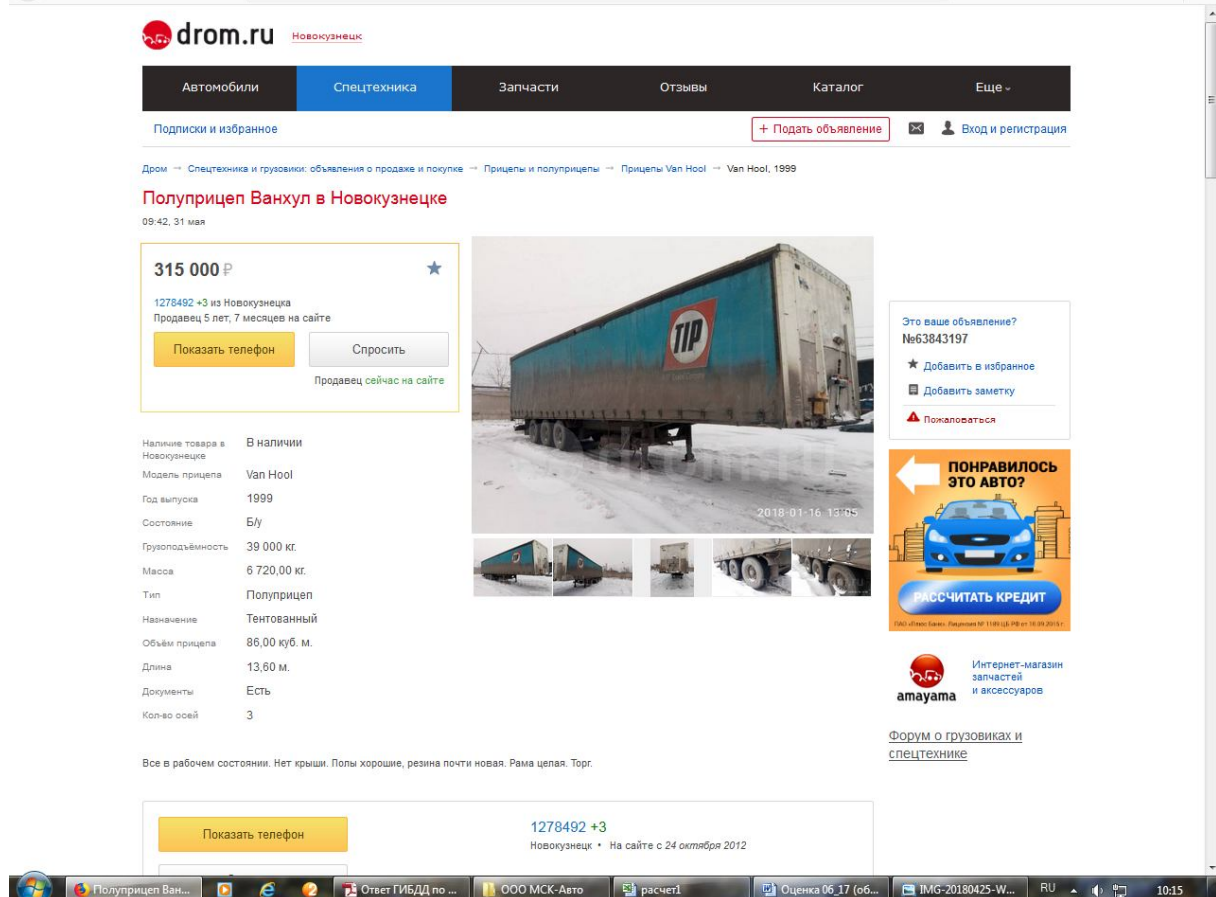 drom.ru
Новокузнецк
Автомобили Спецтехника Запчасти Отзывы Каталог Еще
Подписки и избранное
+ Подать объявление
Вход и регистрация
Дром → Спецтехника и грузовики: объявления о продаже и покупке → Прицепы и полуприцепы → Прицепы Van Hool → Van Hool, 1999
Полуприцеп Ванхул в Новокузнецке
09:42, 31 мая
315 000 ₽
1278492 +3 из Новокузнецка
Продавец 5 лет, 7 месяцев на сайте
Показать телефон
Спросить
Продавец сейчас на сайте
Наличие товара в Новокузнецке
В наличии
Модель прицепа Van Hool
Год выпуска 1999
Состояние Б/у
Грузоподъёмность 39 000 кг.
Масса 6 720,00 кг.
Тип Полуприцеп
Назначение Тентованный
Объём прицепа 86,00 куб. м.
Длина 13,60 м.
Документы Есть
Кол-во осей 3
TIP
drom.ru
2018-01-16 13:05
Это ваше объявление?
№63843197
Добавить в избранное
Добавить заметку
Пожаловаться
ПОНРАВИЛОСЬ
ЭТО АВТО?
РАССЧИТАТЬ КРЕДИТ
amayama
Интернет-магазин
запчастей
и аксессуаров
Форум о грузовиках и
спецтехнике
Все в рабочем состоянии. Нет крыши. Полы хорошие, резина почти новая. Рама целая. Торг.
Показать телефон
1278492 +3
Новокузнецк • На сайте с 24 октября 2012
Полуприцеп Ван...
Ответ ГИБДД по ...
ООО МСК-Авто
расчет1
Оценка 06_17 (об...
IMG-20180425-W...
RU
10:15